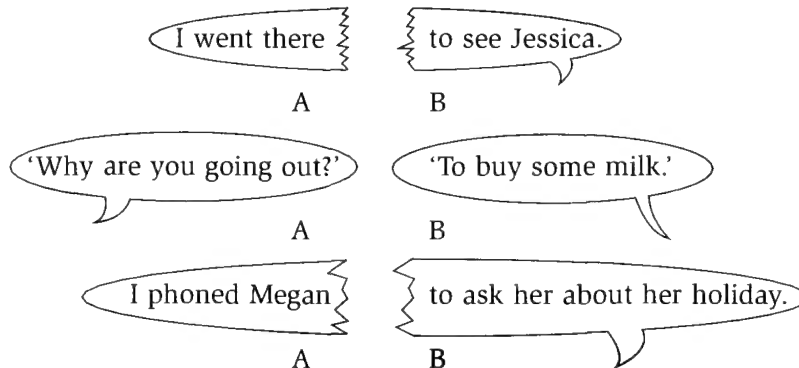 I went there to see Jessica.
A B
‘Why are you going out?’ ‘To buy some milk.’
A B
I phoned Megan to ask her about her holiday.
A B